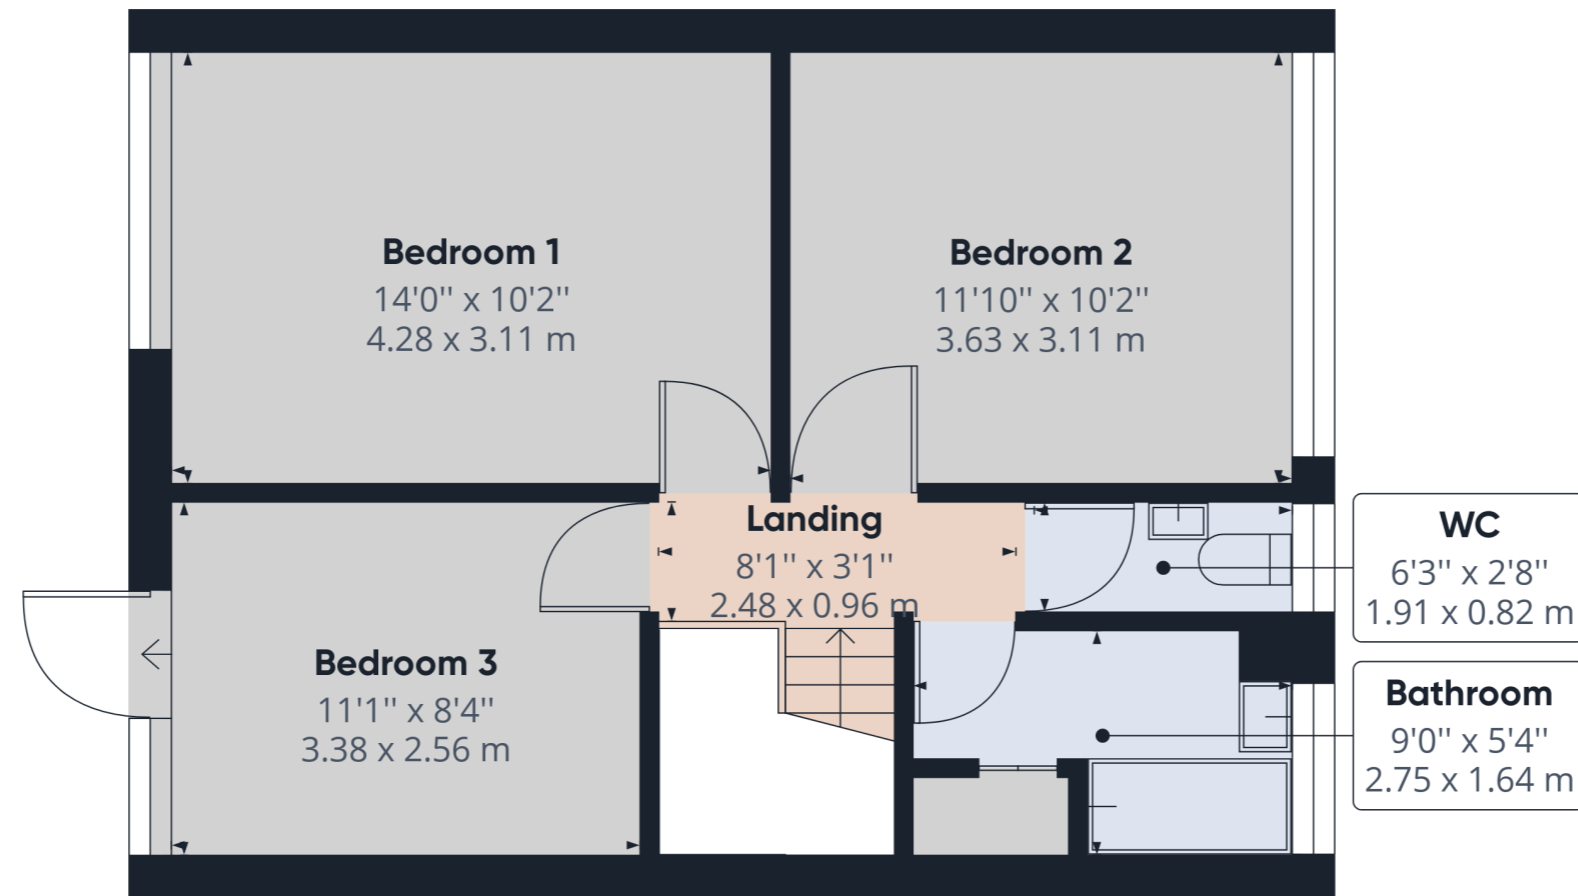 Bedroom 1
14'0'' x 10'2''
4.28 x 3.11 m
Bedroom 2
11'10'' x 10'2''
3.63 x 3.11 m
Landing
8'1'' x 3'1''
2.48 x 0.96 m
WC
6'3'' x 2'8''
1.91 x 0.82 m
Bedroom 3
11'1'' x 8'4''
3.38 x 2.56 m
Bathroom
9'0'' x 5'4''
2.75 x 1.64 m